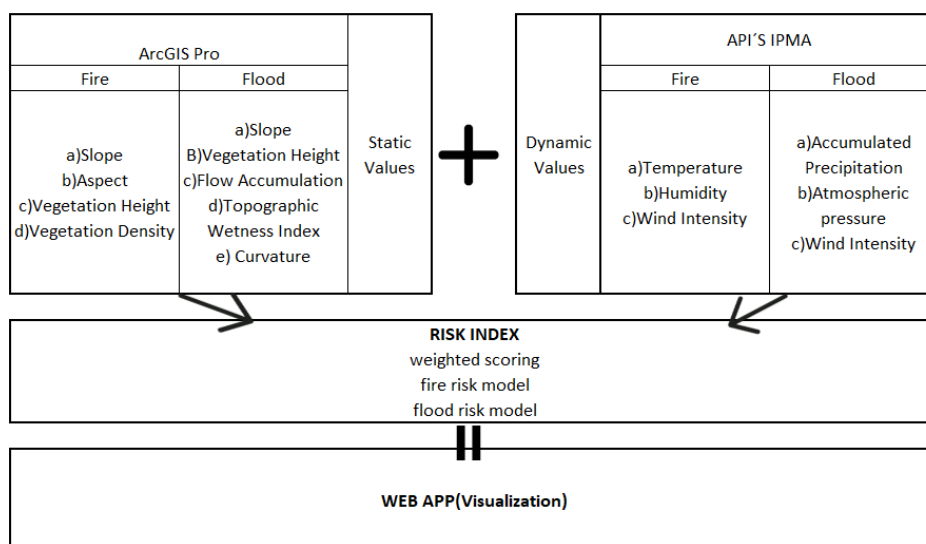 ArcGIS Pro
Fire
Flood
a)Slope
b)Aspect
c)Vegetation Height
d)Vegetation Density
a)Slope
B)Vegetation Height
c)Flow Accumulation
d)Topographic
Wetness Index
e) Curvature
Static
Values
+
Dynamic
Values
API´S IPMA
Fire
Flood
a)Temperature
b)Humidity
c)Wind Intensity
a)Accumulated
Precipitation
b)Atmospheric
pressure
c)Wind Intensity
RISK INDEX
weighted scoring
fire risk model
flood risk model
WEB APP(Visualization)